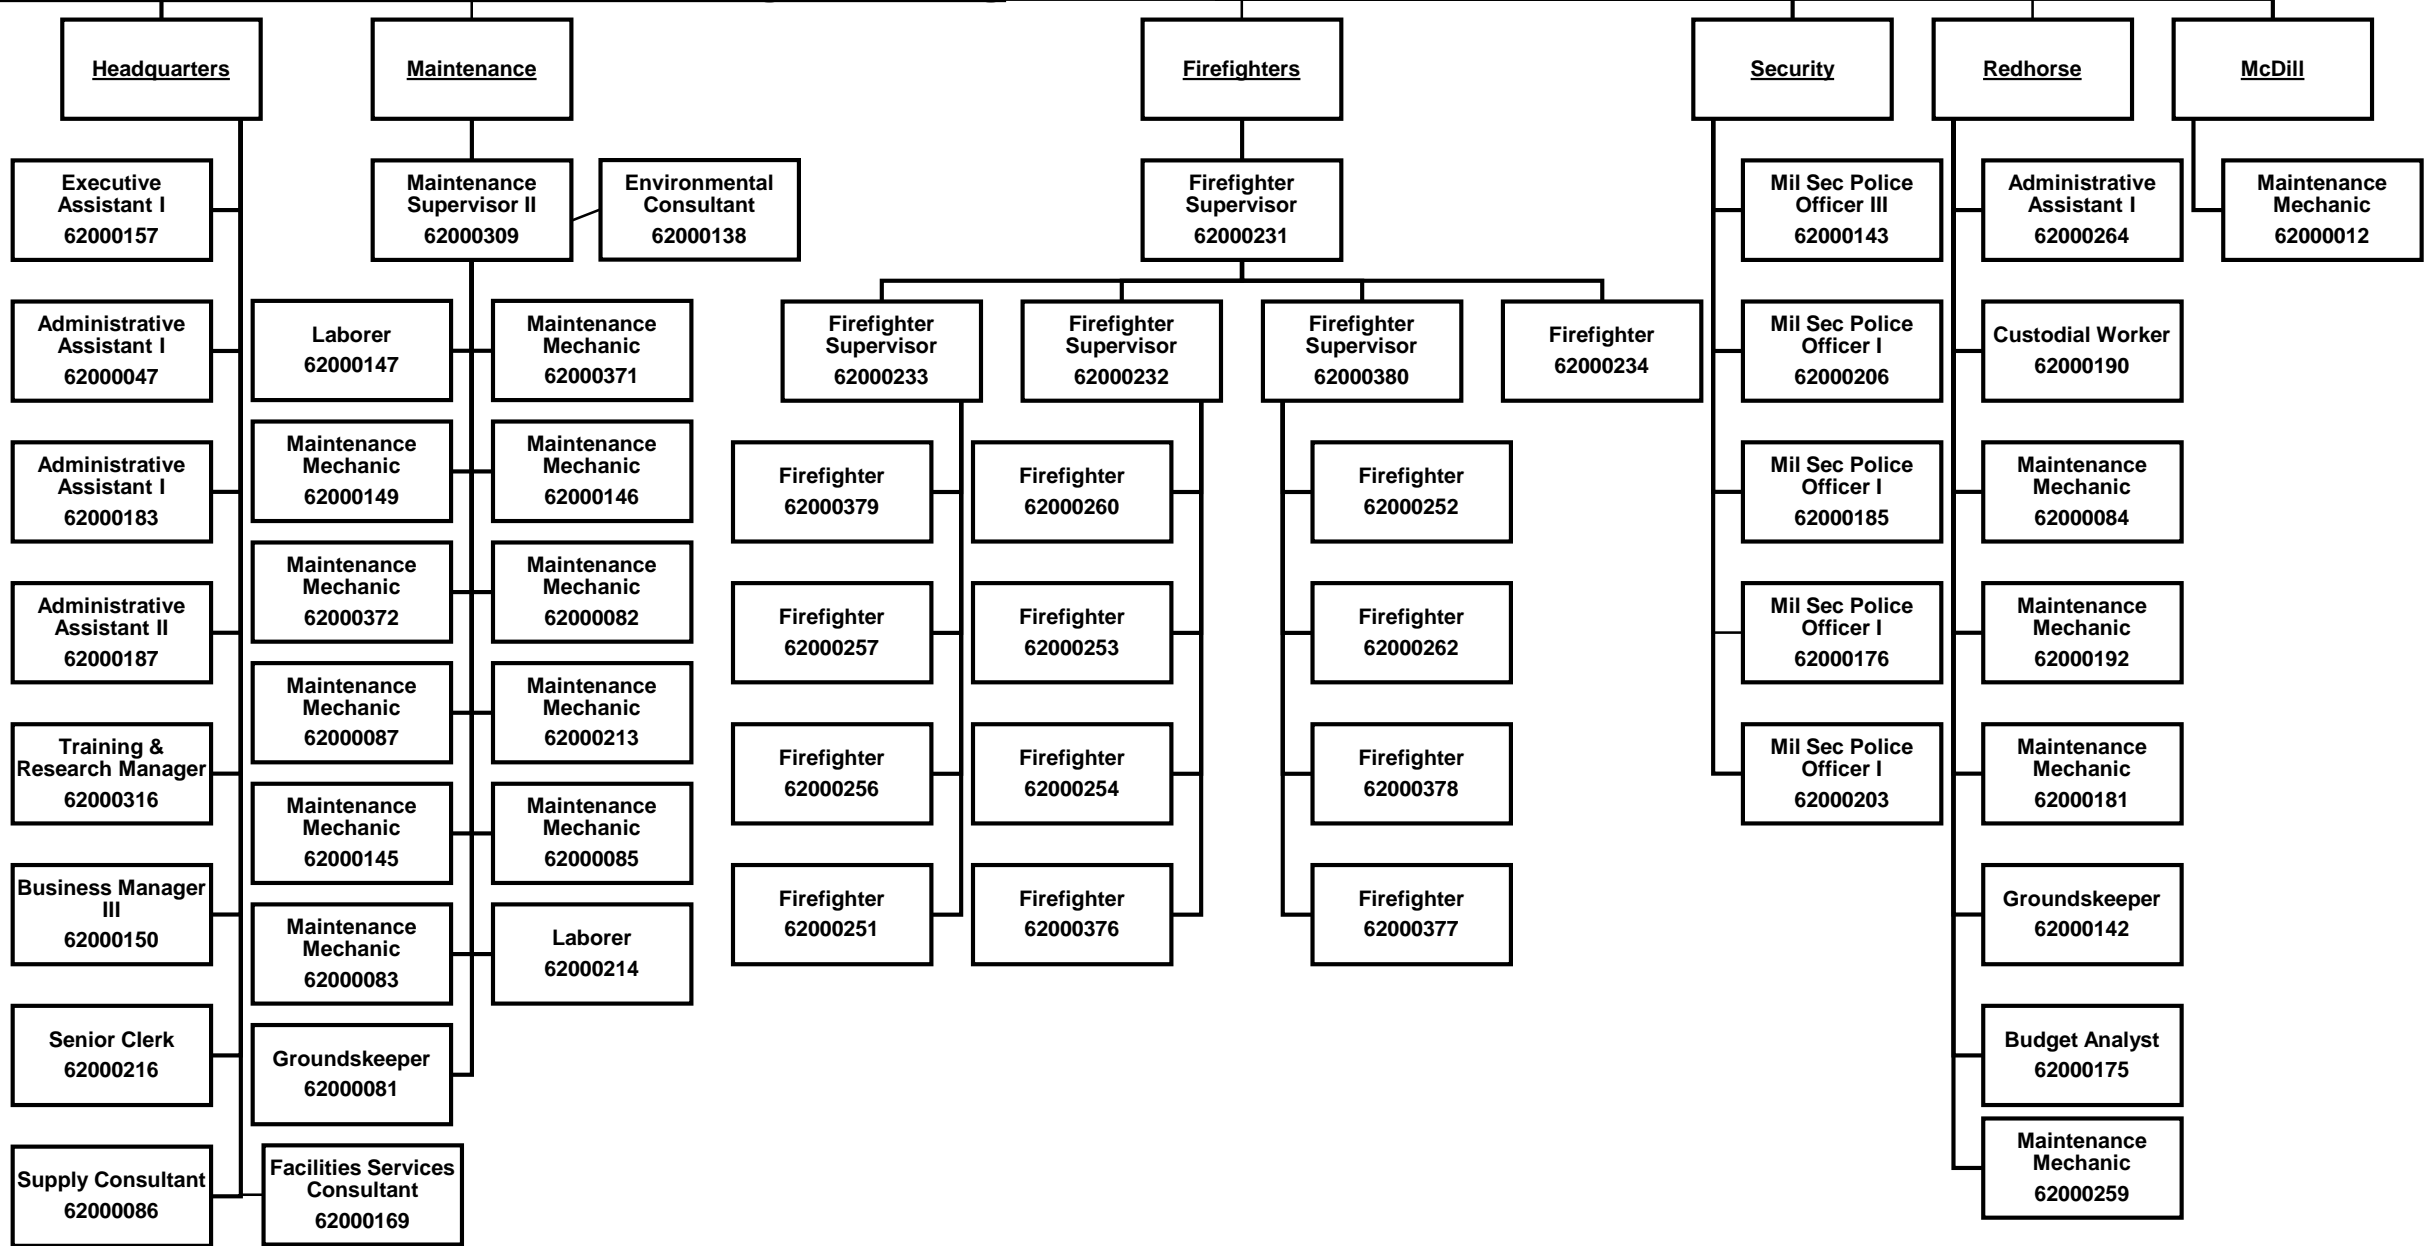 Headquarters
Maintenance
Firefighters
Security
Redhorse
McDill
Executive
Assistant I
62000157
Administrative
Assistant I
62000047
Administrative
Assistant I
62000183
Administrative
Assistant II
62000187
Training &
Research Manager
62000316
Business Manager
III
62000150
Senior Clerk
62000216
Supply Consultant
62000086
Facilities Services
Consultant
62000169
Maintenance
Supervisor II
62000309
Environmental
Consultant
62000138
Laborer
62000147
Maintenance
Mechanic
62000371
Maintenance
Mechanic
62000149
Maintenance
Mechanic
62000146
Maintenance
Mechanic
62000372
Maintenance
Mechanic
62000082
Maintenance
Mechanic
62000087
Maintenance
Mechanic
62000213
Maintenance
Mechanic
62000145
Maintenance
Mechanic
62000085
Maintenance
Mechanic
62000083
Laborer
62000214
Groundskeeper
62000081
Firefighter
Supervisor
62000231
Firefighter
Supervisor
62000233
Firefighter
Supervisor
62000232
Firefighter
Supervisor
62000380
Firefighter
62000234
Firefighter
62000379
Firefighter
62000260
Firefighter
62000252
Firefighter
62000257
Firefighter
62000253
Firefighter
62000262
Firefighter
62000256
Firefighter
62000254
Firefighter
62000378
Firefighter
62000251
Firefighter
62000376
Firefighter
62000377
Mil Sec Police
Officer III
62000143
Mil Sec Police
Officer I
62000206
Mil Sec Police
Officer I
62000185
Mil Sec Police
Officer I
62000176
Mil Sec Police
Officer I
62000203
Administrative
Assistant I
62000264
Custodial Worker
62000190
Maintenance
Mechanic
62000084
Maintenance
Mechanic
62000192
Maintenance
Mechanic
62000181
Groundskeeper
62000142
Budget Analyst
62000175
Maintenance
Mechanic
62000259
Maintenance
Mechanic
62000012